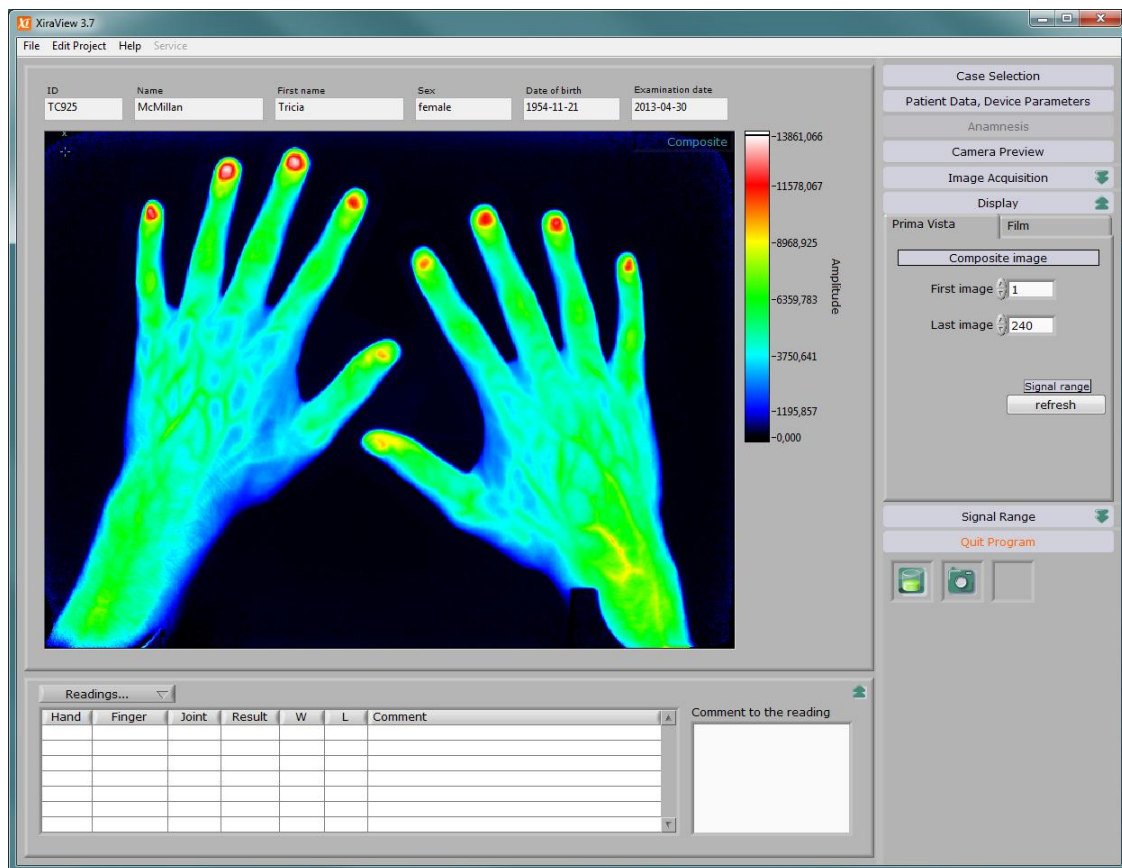 XiraView 3.7
File Edit Project Help Service
ID Name First name Sex Date of birth Examination date
TC925 McMillan Tricia female 1954-11-21 2013-04-30
Composite
13861,066
11578,067
8968,925
6359,783
3750,641
1195,857
0,000
Amplitude
Case Selection
Patient Data, Device Parameters
Anamnesis
Camera Preview
Image Acquisition
Display
Prima Vista Film
Composite image
First image 1
Last image 240
Signal range
refresh
Signal Range
Quit Program
Readings...
Hand Finger Joint Result W L Comment
Comment to the reading